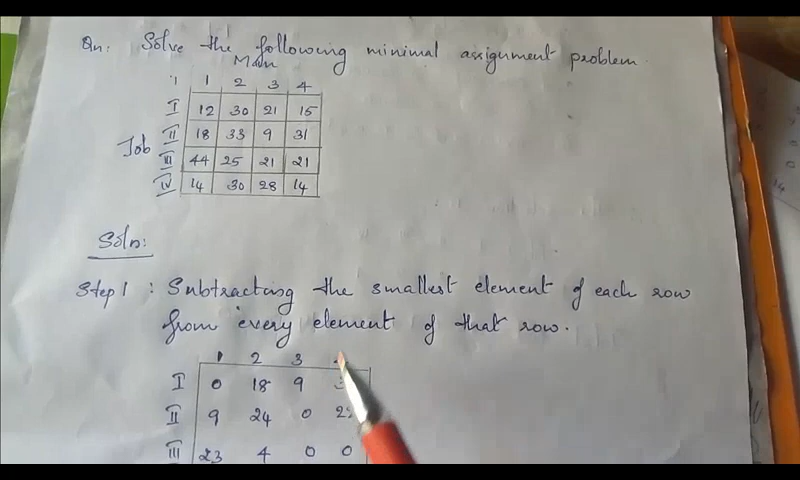 Qn: Solve the following minimal assignment problem.
Man
1 2 3 4
I 12 30 21 15
Job II 18 33 9 31
III 44 25 21 21
IV 14 30 28 14
Soln:
Step 1 : Subtracting the smallest element of each row
from every element of that row.
1 2 3
I 0 18 9 3
II 9 24 0 22
III 23 4 0 0
14